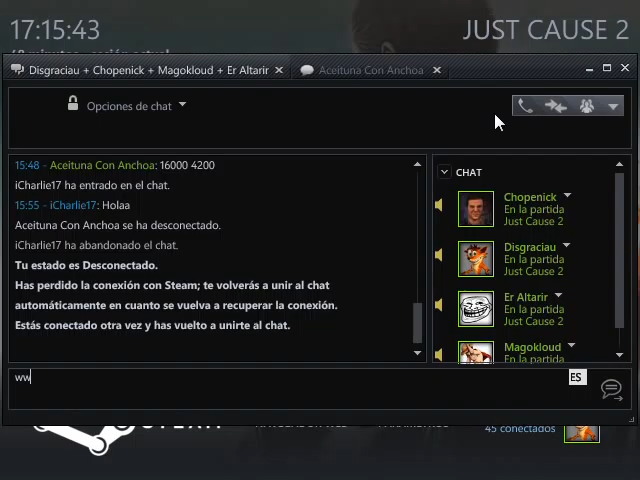 17:15:43
JUST CAUSE 2
Disgraciau + Chopenick + Magokloud + Er Altarir
Aceituna Con Anchoa
Opciones de chat
15:48 - Aceituna Con Anchoa: 16000 4200
iCharlie17 ha entrado en el chat.
15:55 - iCharlie17: Holaa
Aceituna Con Anchoa se ha desconectado.
iCharlie17 ha abandonado el chat.
Tu estado es Desconectado.
Has perdido la conexión con Steam; te volverás a unir al chat
automáticamente en cuanto se vuelva a recuperar la conexión.
Estás conectado otra vez y has vuelto a unirte al chat.
CHAT
Chopenick
En la partida
Just Cause 2
Disgraciau
En la partida
Just Cause 2
Er Altarir
En la partida
Just Cause 2
Magokloud
En la partida
ww
ES
45 conectados